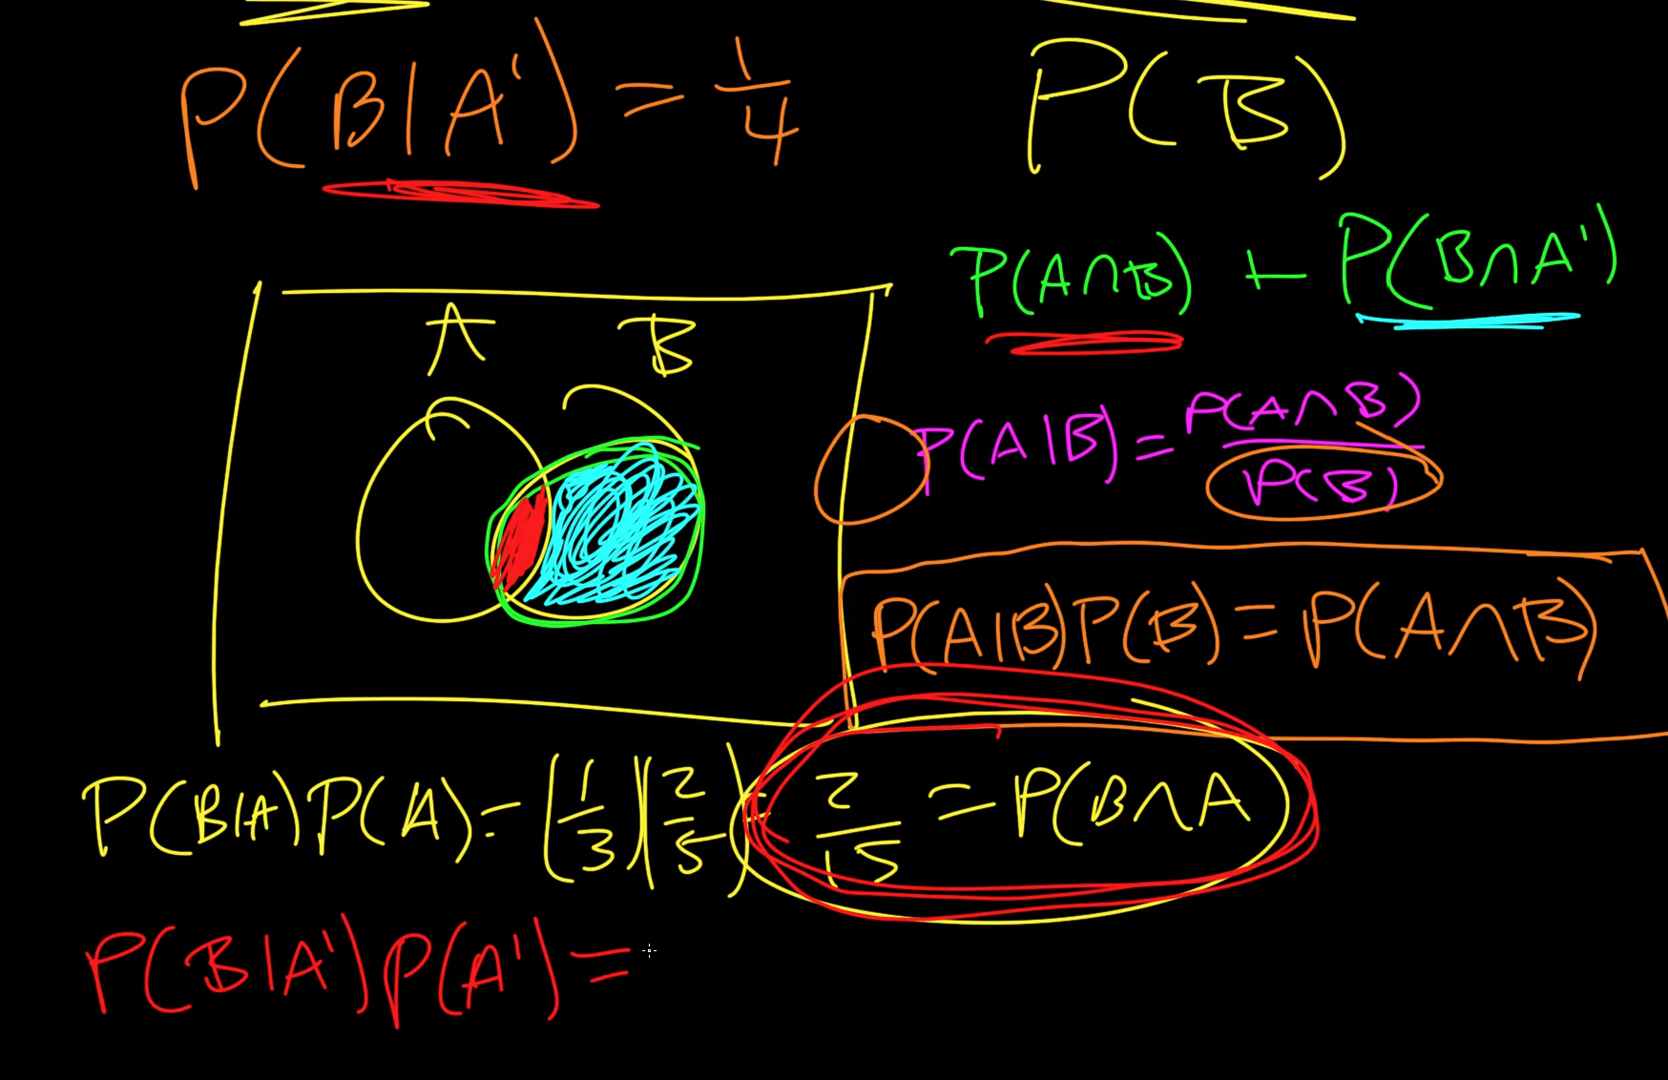 P(B|A') = 1/4
P(B)
P(A∩B) + P(B∩A')
A B
P(A|B) = P(A∩B)/P(B)
P(A|B)P(B) = P(A∩B)
P(B|A)P(A) = (1/3)(2/5) = 2/15 = P(B∩A
P(B|A')P(A') =